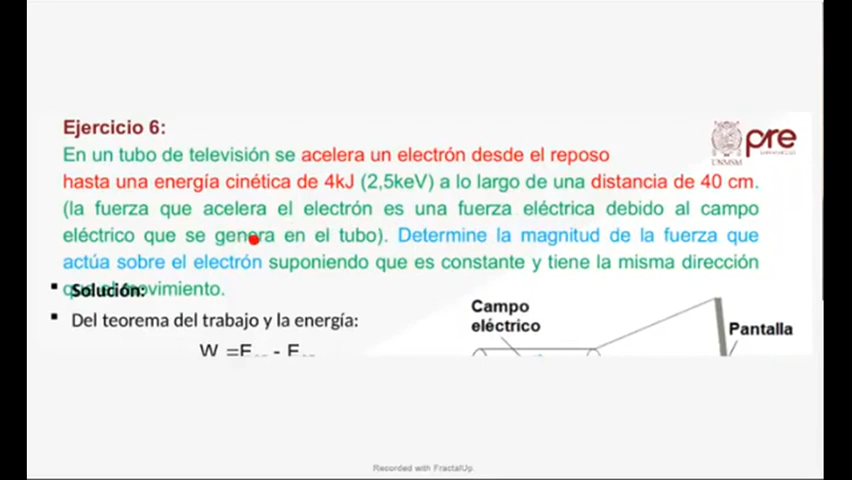 Ejercicio 6:
En un tubo de televisión se acelera un electrón desde el reposo
hasta una energía cinética de 4kJ (2,5keV) a lo largo de una distancia de 40 cm.
(la fuerza que acelera el electrón es una fuerza eléctrica debido al campo
eléctrico que se genera en el tubo). Determine la magnitud de la fuerza que
actúa sobre el electrón suponiendo que es constante y tiene la misma dirección
movimiento.
Solución:
Del teorema del trabajo y la energía:
W =E - E
Campo
eléctrico
Pantalla
pre
UNMSM
Recorded with FractalUp.